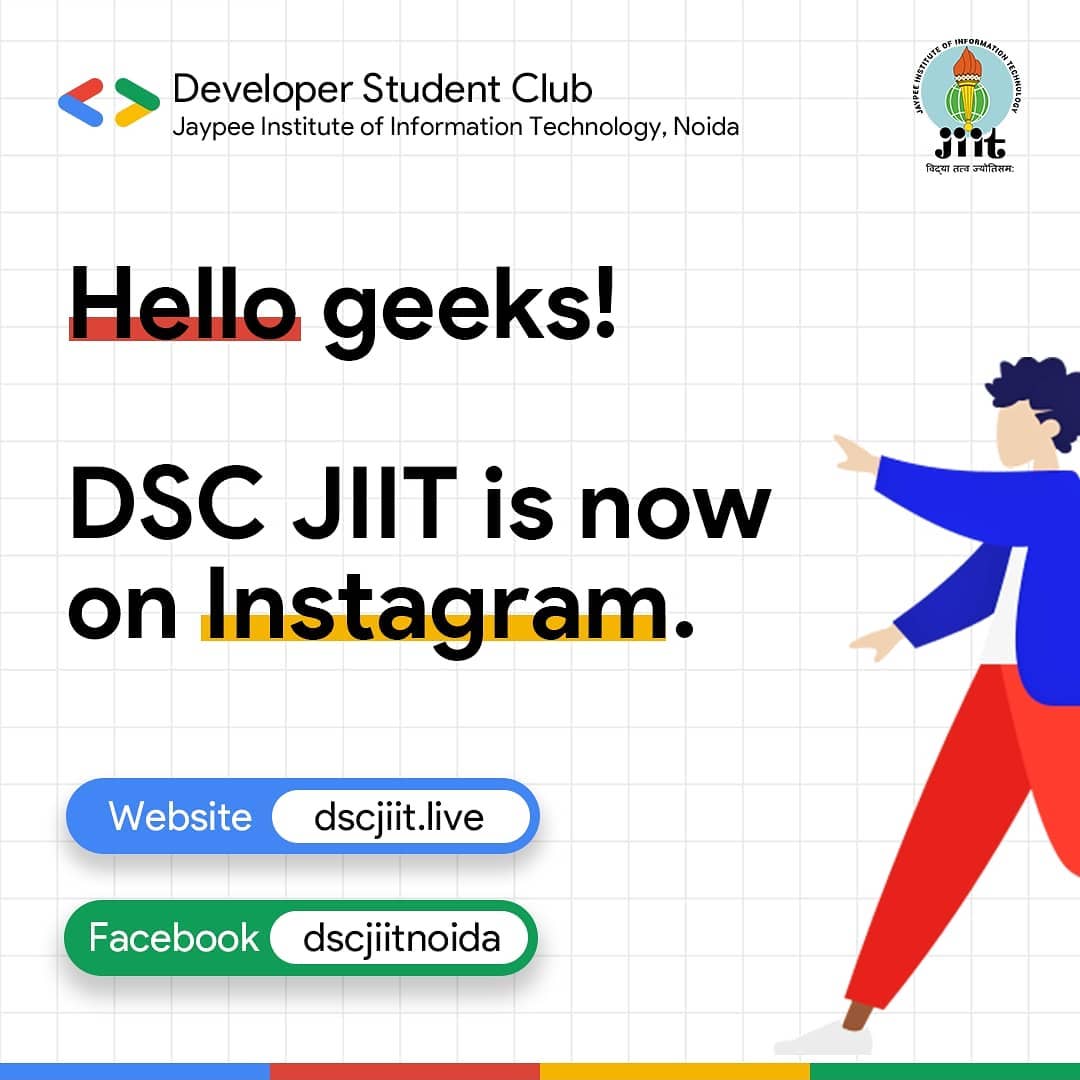 Developer Student Club
Jaypee Institute of Information Technology, Noida
JAYPEE INSTITUTE OF INFORMATION TECHNOLOGY
jiit
विद्या तत्व ज्योतिसम:
Hello geeks!
DSC JIIT is now
on Instagram.
Website dscjiit.live
Facebook dscjiitnoida